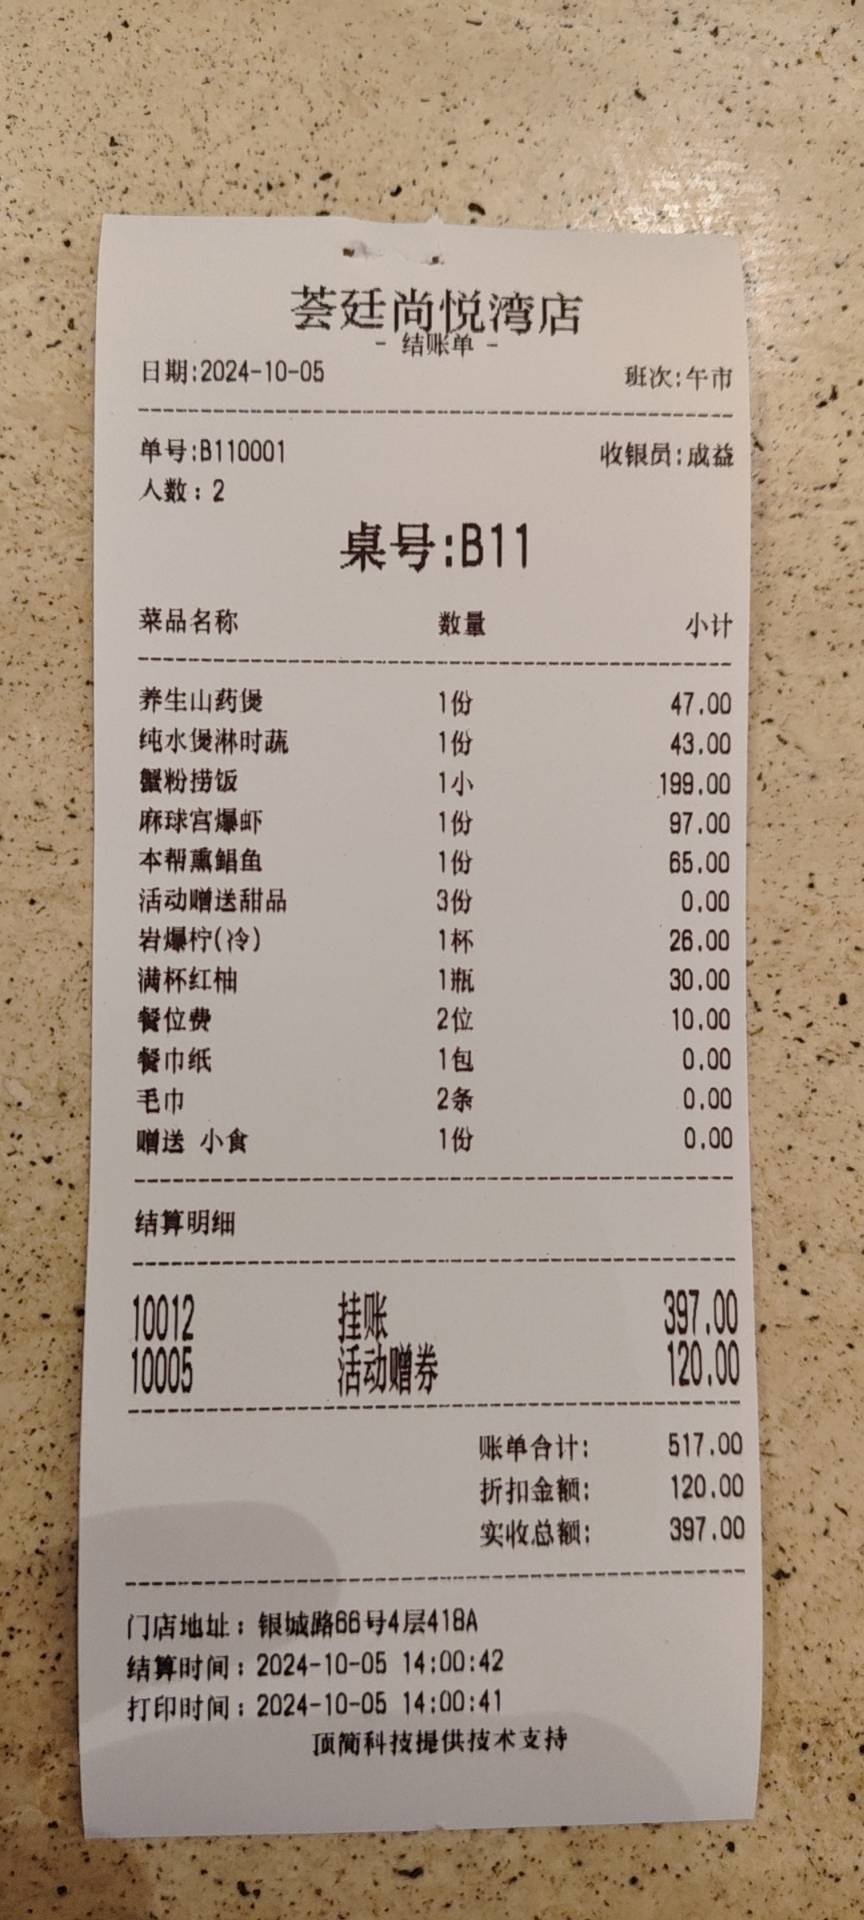 荟廷尚悦湾店
- 结账单 -
日期:2024-10-05 班次:午市
单号:B110001 收银员:成益
人数：2
桌号:B11
菜品名称 数量 小计
养生山药煲 1份 47.00
纯水煲淋时蔬 1份 43.00
蟹粉捞饭 1小 199.00
麻球宫爆虾 1份 97.00
本帮熏鲳鱼 1份 65.00
活动赠送甜品 3份 0.00
岩爆柠(冷) 1杯 26.00
满杯红柚 1瓶 30.00
餐位费 2位 10.00
餐巾纸 1包 0.00
毛巾 2条 0.00
赠送 小食 1份 0.00
结算明细
10012 挂账 397.00
10005 活动赠券 120.00
账单合计: 517.00
折扣金额: 120.00
实收总额: 397.00
门店地址：银城路66号4层418A
结算时间：2024-10-05 14:00:42
打印时间：2024-10-05 14:00:41
顶简科技提供技术支持